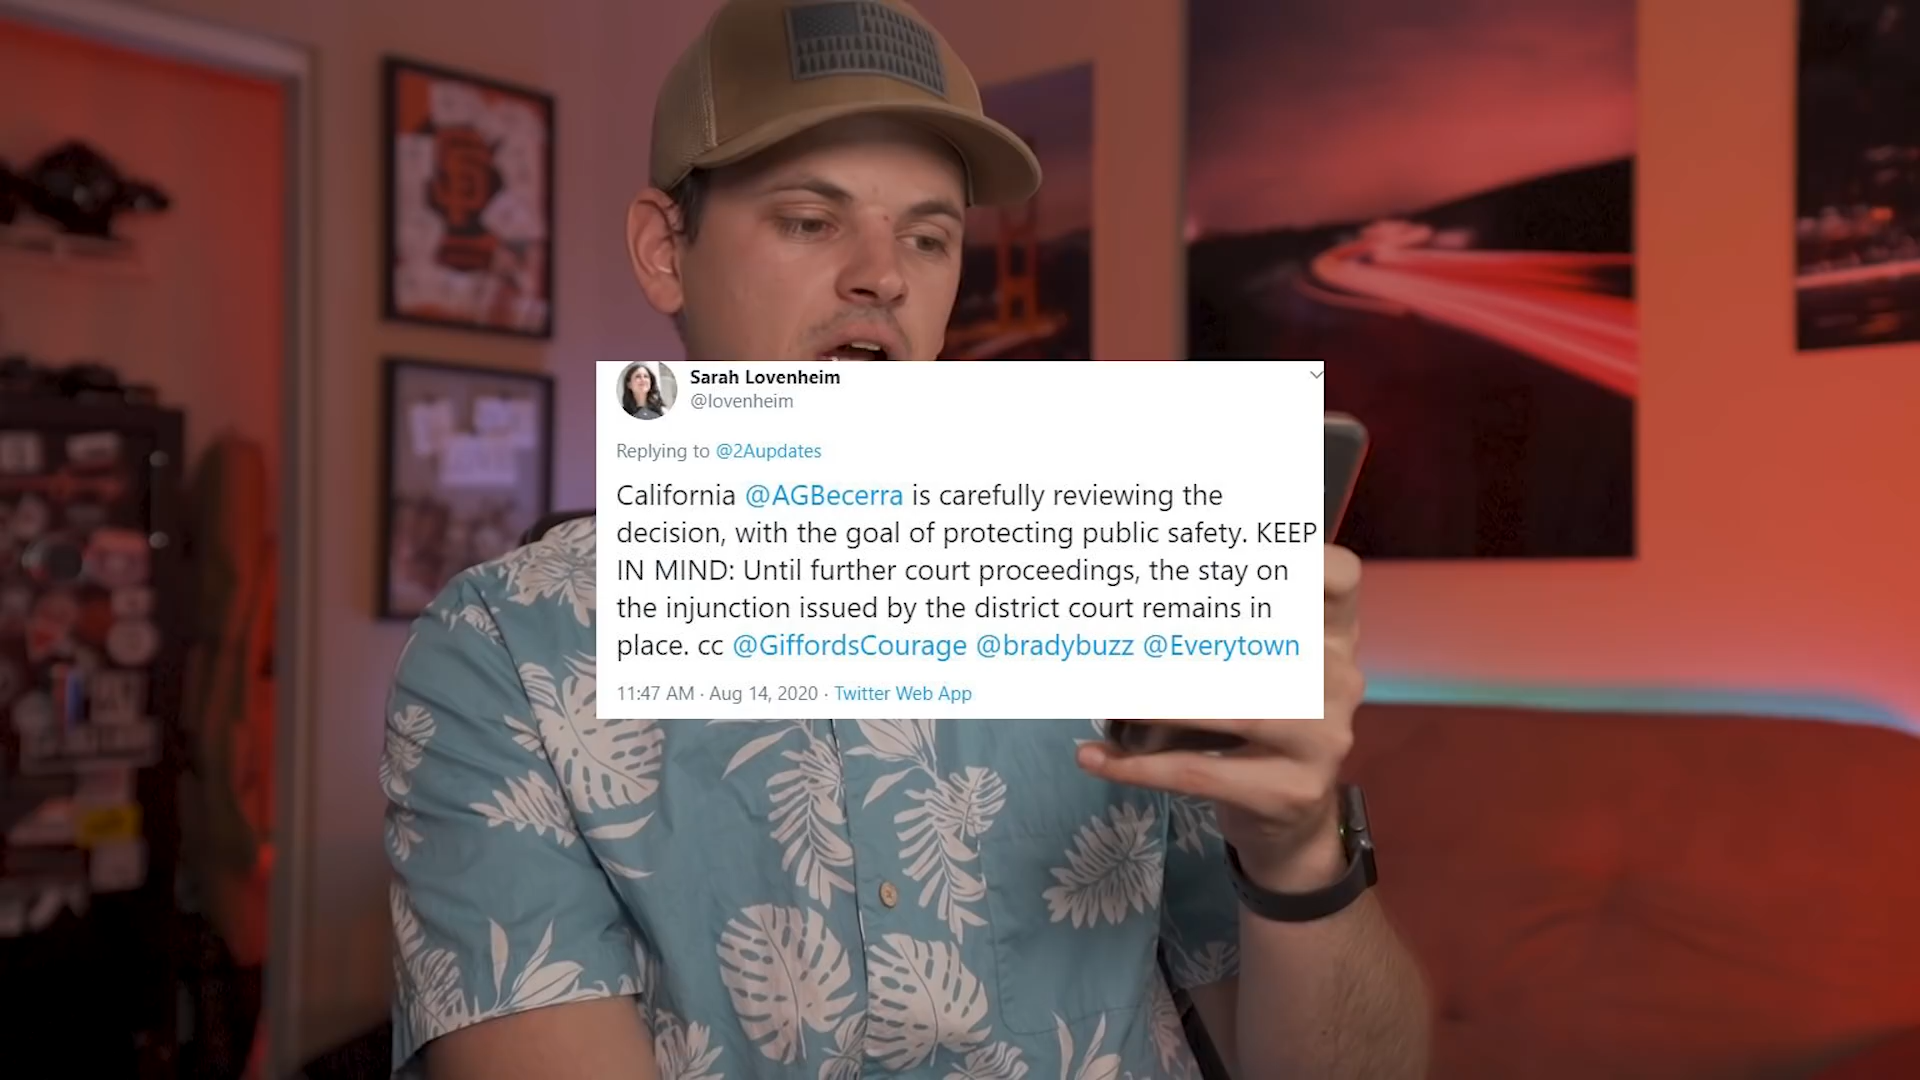 Sarah Lovenheim
@lovenheim
Replying to @2Aupdates
California @AGBecerra is carefully reviewing the
decision, with the goal of protecting public safety. KEEP
IN MIND: Until further court proceedings, the stay on
the injunction issued by the district court remains in
place. cc @GiffordsCourage @bradybuzz @Everytown
11:47 AM · Aug 14, 2020 · Twitter Web App
SF